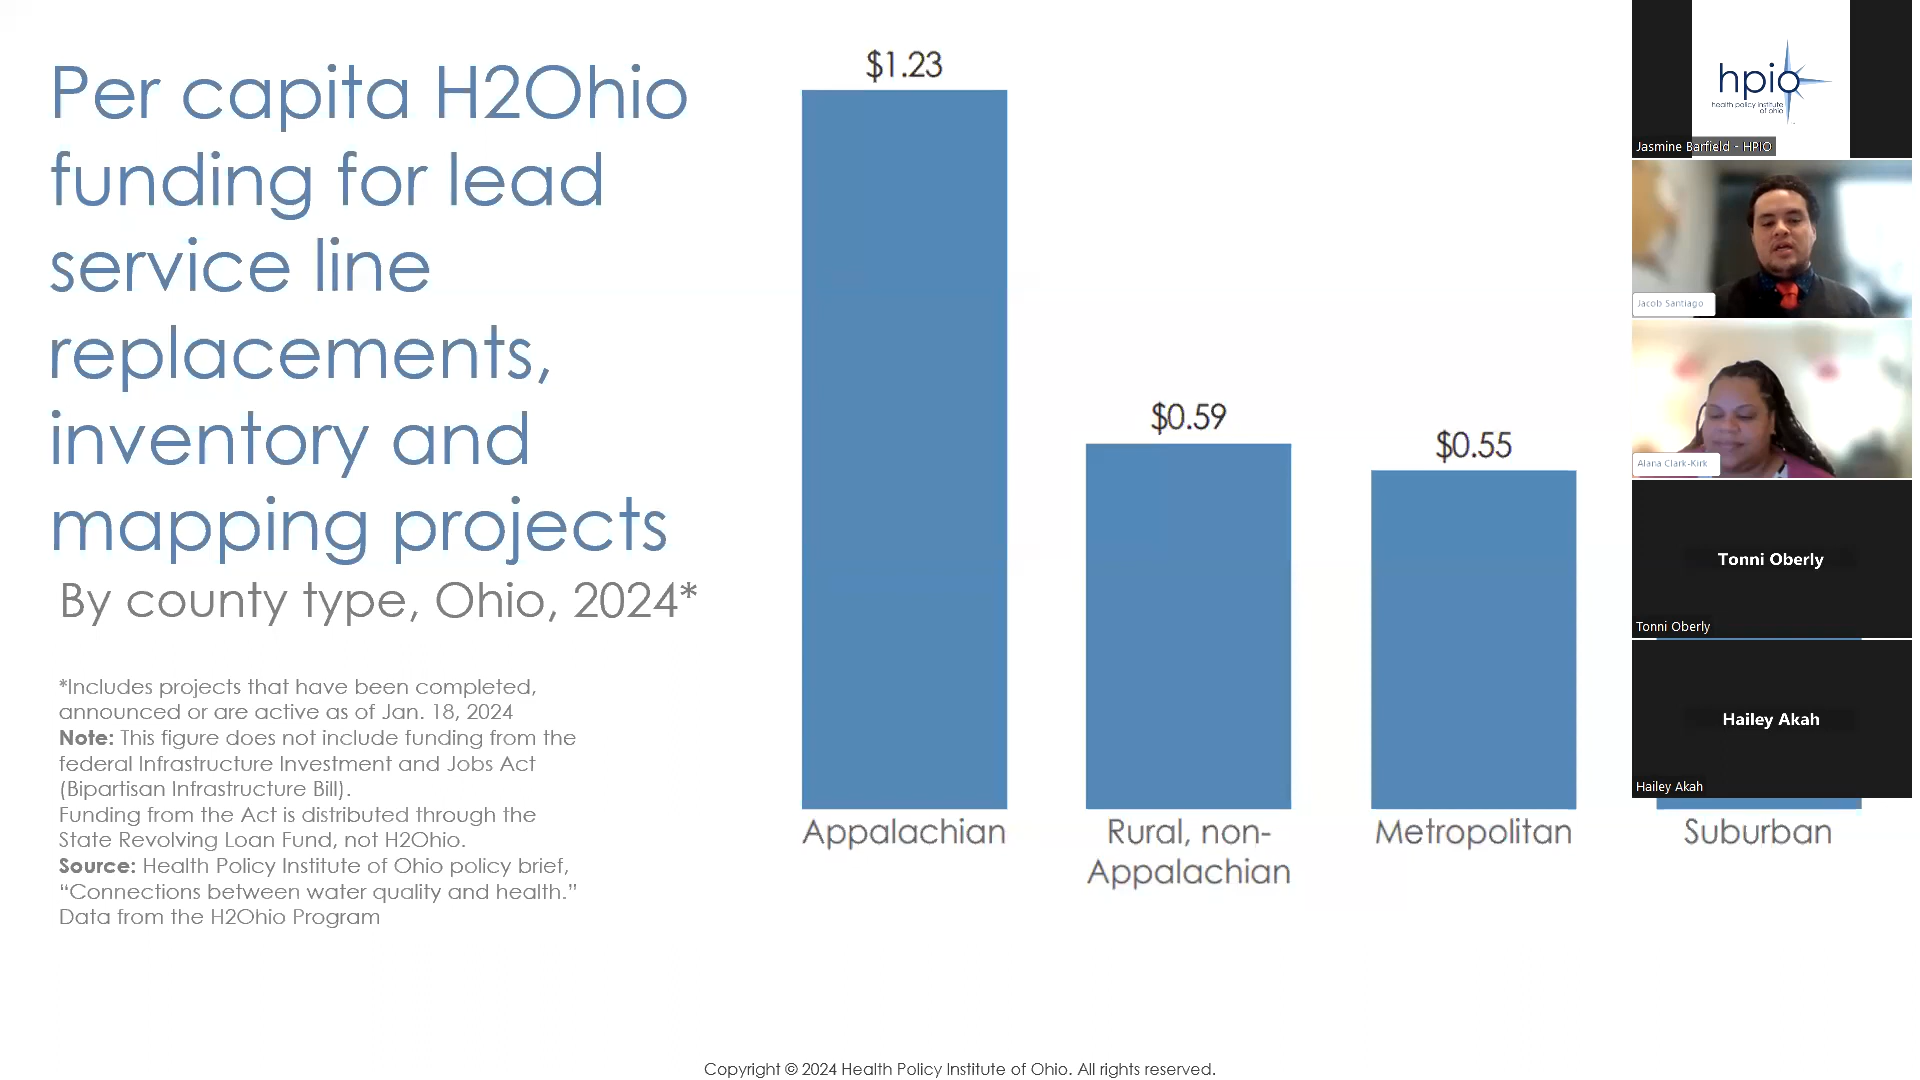 Per capita H2Ohio
funding for lead
service line
replacements,
inventory and
mapping projects
By county type, Ohio, 2024*
*Includes projects that have been completed,
announced or are active as of Jan. 18, 2024
Note: This figure does not include funding from the
federal Infrastructure Investment and Jobs Act
(Bipartisan Infrastructure Bill).
Funding from the Act is distributed through the
State Revolving Loan Fund, not H2Ohio.
Source: Health Policy Institute of Ohio policy brief,
“Connections between water quality and health.”
Data from the H2Ohio Program
$1.23
$0.59
$0.55
Appalachian
Rural, non-
Appalachian
Metropolitan
Suburban
hpio
health policy institute
of ohio
Jasmine Barfield - HPIO
Jacob Santiago
Alana Clark-Kirk
Tonni Oberly
Tonni Oberly
Hailey Akah
Hailey Akah
Copyright © 2024 Health Policy Institute of Ohio. All rights reserved.